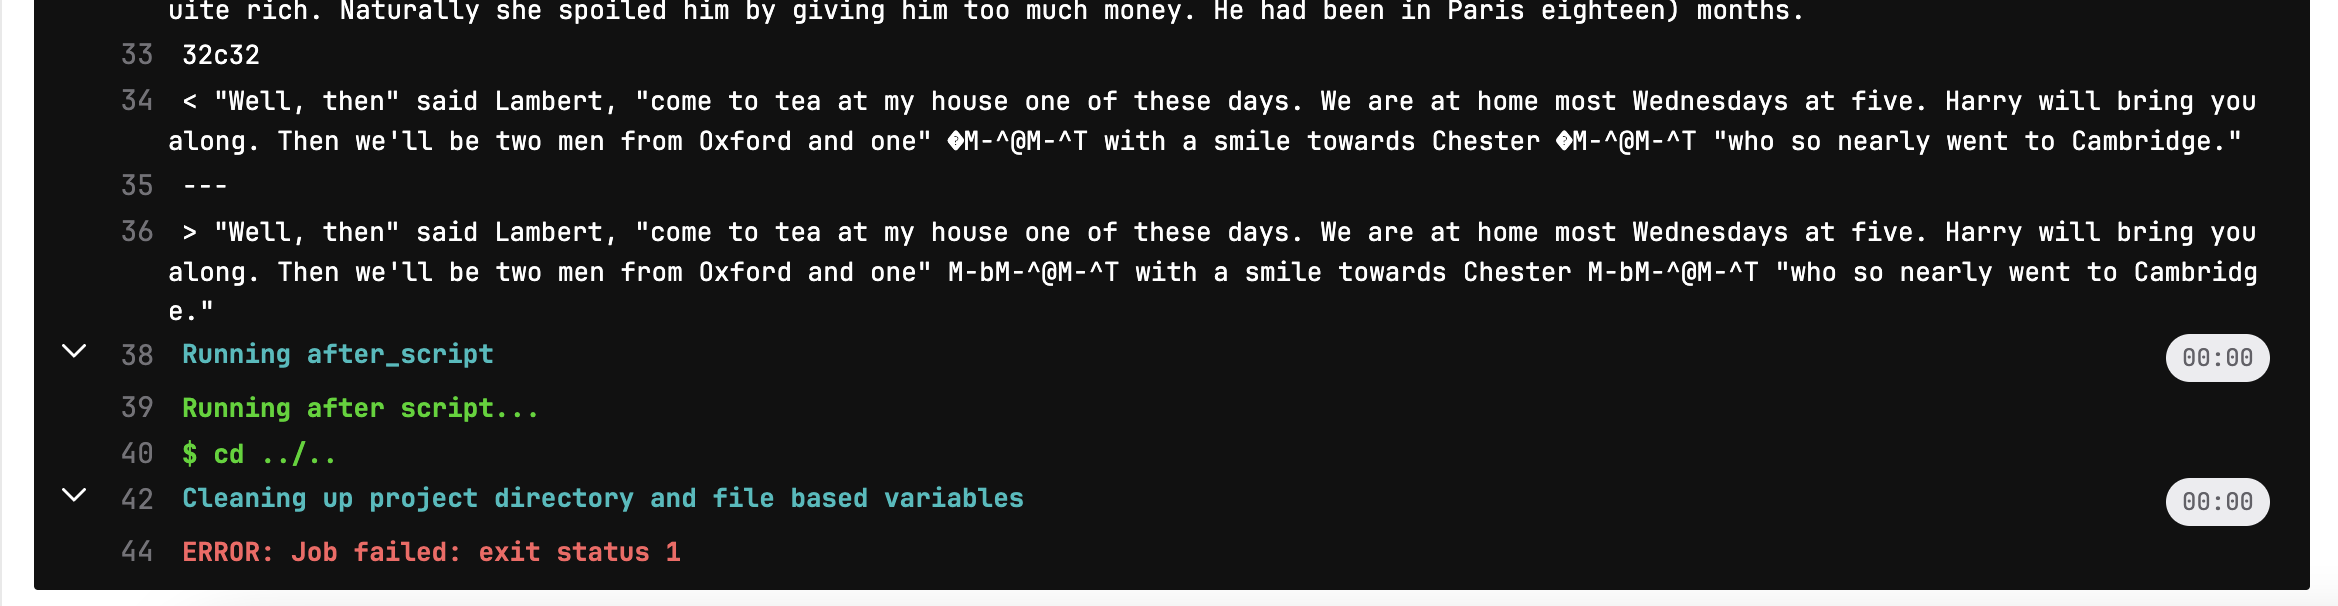 uite rich. Naturally she spoiled him by giving him too much money. He had been in Paris eighteen) months.
33 32c32
34 < "Well, then" said Lambert, "come to tea at my house one of these days. We are at home most Wednesdays at five. Harry will bring you
along. Then we'll be two men from Oxford and one" �M-^@M-^T with a smile towards Chester �M-^@M-^T "who so nearly went to Cambridge."
35 ---
36 > "Well, then" said Lambert, "come to tea at my house one of these days. We are at home most Wednesdays at five. Harry will bring you
along. Then we'll be two men from Oxford and one" M-bM-^@M-^T with a smile towards Chester M-bM-^@M-^T "who so nearly went to Cambridg
e."
38 Running after_script 00:00
39 Running after script...
40 $ cd ../..
42 Cleaning up project directory and file based variables 00:00
44 ERROR: Job failed: exit status 1